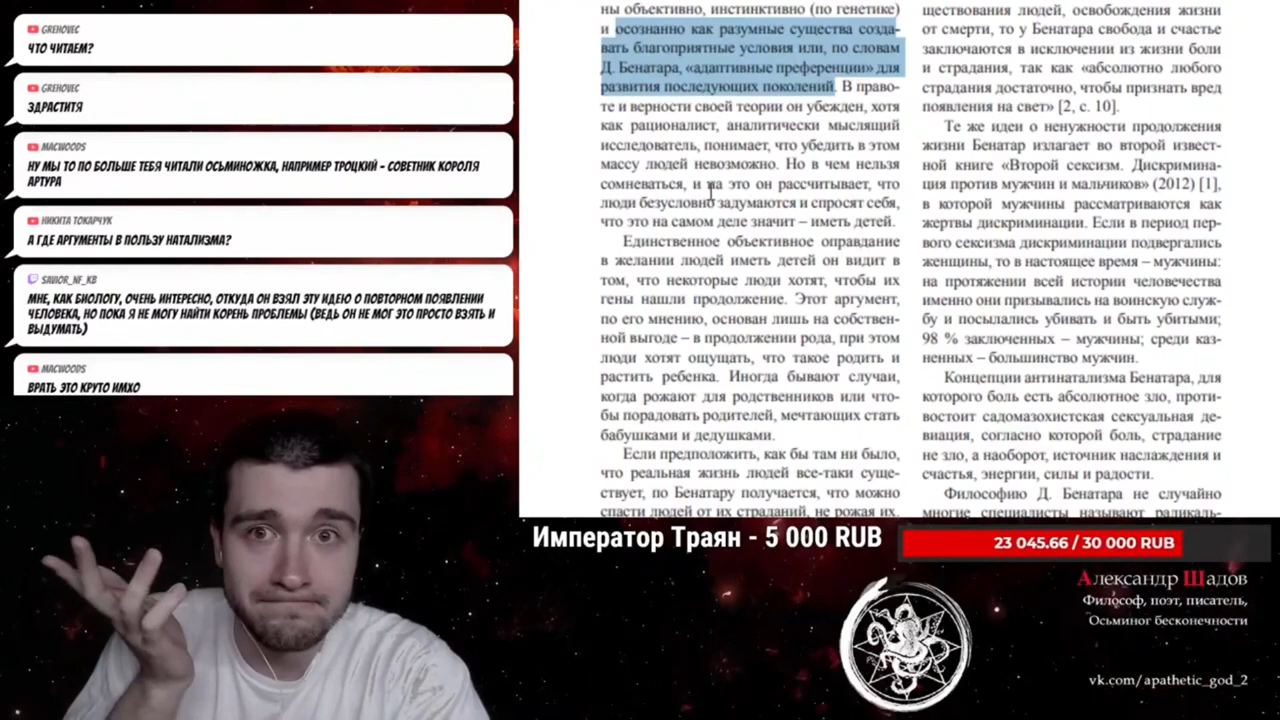 GREHOVEC
ЧТО ЧИТАЕМ?
GREHOVEC
ЗДРАСТИТЯ
MACWOODS
НУ МЫ ТО ПО БОЛЬШЕ ТЕБЯ ЧИТАЛИ ОСЬМИНОЖКА, НАПРИМЕР ТРОЦКИЙ - СОВЕТНИК КОРОЛЯ
АРТУРА
НИКИТА ТОКАРЧУК
А ГДЕ АРГУМЕНТЫ В ПОЛЬЗУ НАТАЛИЗМА?
SAVIOR_NF_KB
МНЕ, КАК БИОЛОГУ, ОЧЕНЬ ИНТЕРЕСНО, ОТКУДА ОН ВЗЯЛ ЭТУ ИДЕЮ О ПОВТОРНОМ ПОЯВЛЕНИИ
ЧЕЛОВЕКА, НО ПОКА Я НЕ МОГУ НАЙТИ КОРЕНЬ ПРОБЛЕМЫ (ВЕДЬ ОН НЕ МОГ ЭТО ПРОСТО ВЗЯТЬ И
ВЫДУМАТЬ)
MACWOODS
ВРАТЬ ЭТО КРУТО ИМХО
ны объективно, инстинктивно (по генетике)
и осознанно как разумные существа созда-
вать благоприятные условия или, по словам
Д. Бенатара, «адаптивные преференции» для
развития последующих поколений. В право-
те и верности своей теории он убежден, хотя
как рационалист, аналитически мыслящий
исследователь, понимает, что убедить в этом
массу людей невозможно. Но в чем нельзя
сомневаться, и на это он рассчитывает, что
люди безусловно задумаются и спросят себя,
что это на самом деле значит – иметь детей.
Единственное объективное оправдание
в желании людей иметь детей он видит в
том, что некоторые люди хотят, чтобы их
гены нашли продолжение. Этот аргумент,
по его мнению, основан лишь на собствен-
ной выгоде – в продолжении рода, при этом
люди хотят ощущать, что такое родить и
растить ребенка. Иногда бывают случаи,
когда рожают для родственников или что-
бы порадовать родителей, мечтающих стать
бабушками и дедушками.
Если предположить, как бы там ни было,
что реальная жизнь людей все-таки суще-
ствует, по Бенатару получается, что можно
спасти людей от их страданий, не рожая их.
ществования людей, освобождения жизни
от смерти, то у Бенатара свобода и счастье
заключаются в исключении из жизни боли
и страдания, так как «абсолютно любого
страдания достаточно, чтобы признать вред
появления на свет» [2, с. 10].
Те же идеи о ненужности продолжения
жизни Бенатар излагает во второй извест-
ной книге «Второй сексизм. Дискримина-
ция против мужчин и мальчиков» (2012) [1],
в которой мужчины рассматриваются как
жертвы дискриминации. Если в период пер-
вого сексизма дискриминации подвергались
женщины, то в настоящее время – мужчины:
на протяжении всей истории человечества
именно они призывались на воинскую служ-
бу и посылались убивать и быть убитыми;
98 % заключенных – мужчины; среди каз-
ненных – большинство мужчин.
Концепции антинатализма Бенатара, для
которого боль есть абсолютное зло, проти-
востоит садомазохистская сексуальная де-
виация, согласно которой боль, страдание
не зло, а наоборот, источник наслаждения и
счастья, энергии, силы и радости.
Философию Д. Бенатара не случайно
многие специалисты называют радикаль-
Император Траян - 5 000 RUB
23 045.66 / 30 000 RUB
Александр Шадов
Философ, поэт, писатель,
Осьминог бесконечности
vk.com/apathetic_god_2